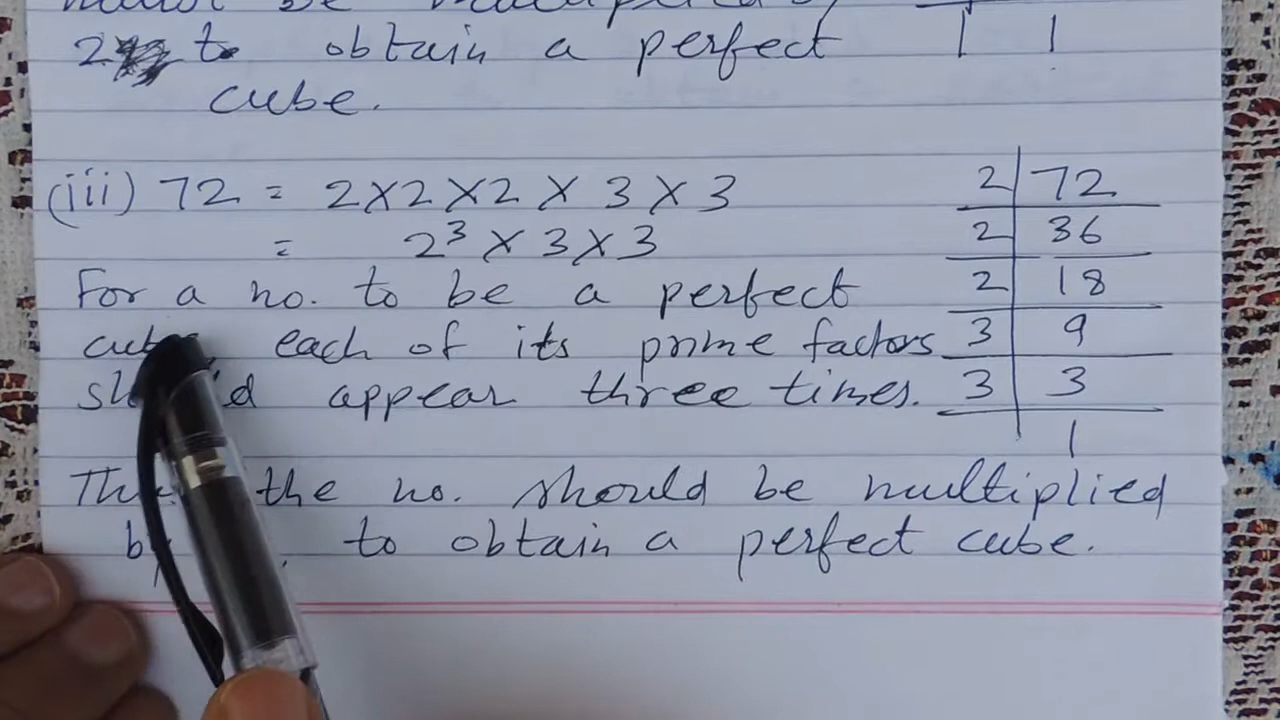 2 to obtain a perfect
cube.
1 1
(iii) 72 = 2×2×2 × 3 × 3
= 2³ × 3 × 3
For a no. to be a perfect
each of its prime factors
appear three times.
the no. should be multiplied
to obtain a perfect cube.
2 72
2 36
2 18
3 9
3 3
1